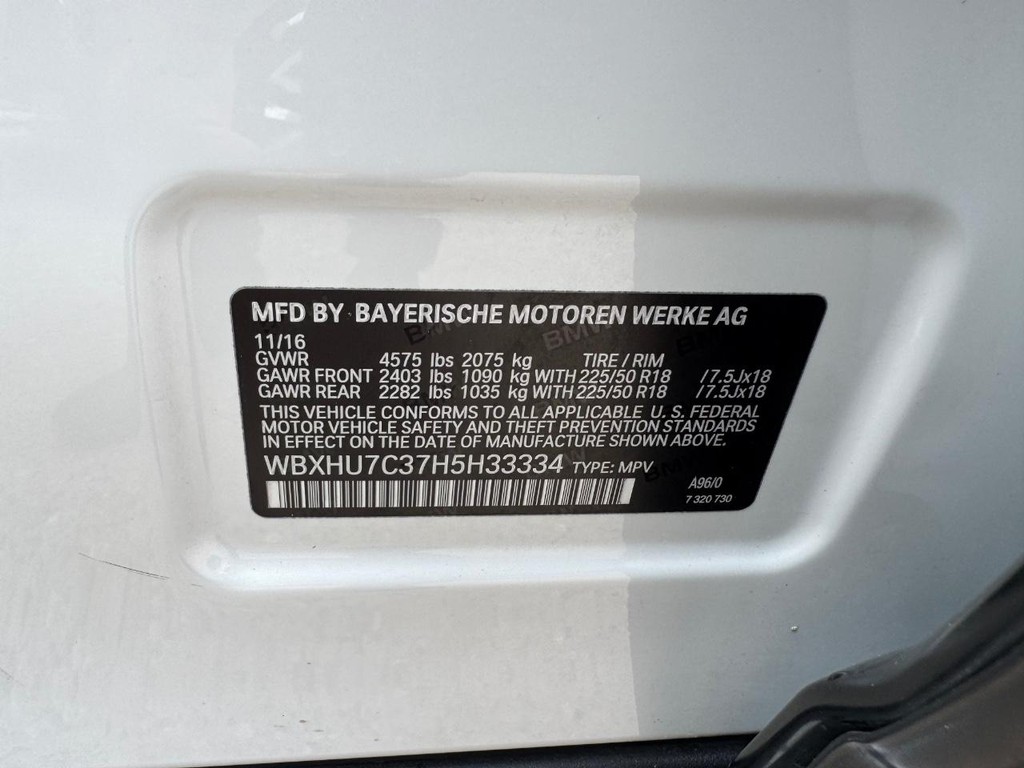 MFD BY BAYERISCHE MOTOREN WERKE AG
11/16
GVWR 4575 lbs 2075 kg TIRE / RIM
GAWR FRONT 2403 lbs 1090 kg WITH 225/50 R18 /7.5Jx18
GAWR REAR 2282 lbs 1035 kg WITH 225/50 R18 /7.5Jx18
THIS VEHICLE CONFORMS TO ALL APPLICABLE U. S. FEDERAL
MOTOR VEHICLE SAFETY AND THEFT PREVENTION STANDARDS
IN EFFECT ON THE DATE OF MANUFACTURE SHOWN ABOVE.
WBXHU7C37H5H33334 TYPE: MPV
A96/0
7 320 730